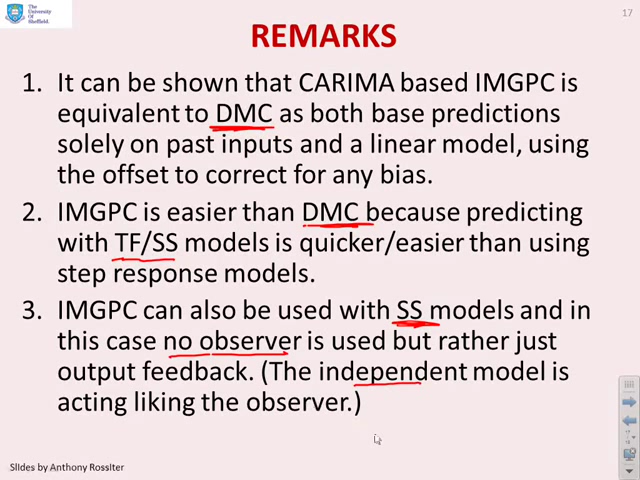 The
University
Of
Sheffield.
17
REMARKS
1. It can be shown that CARIMA based IMGPC is
equivalent to DMC as both base predictions
solely on past inputs and a linear model, using
the offset to correct for any bias.
2. IMGPC is easier than DMC because predicting
with TF/SS models is quicker/easier than using
step response models.
3. IMGPC can also be used with SS models and in
this case no observer is used but rather just
output feedback. (The independent model is
acting liking the observer.)
Slides by Anthony Rossiter